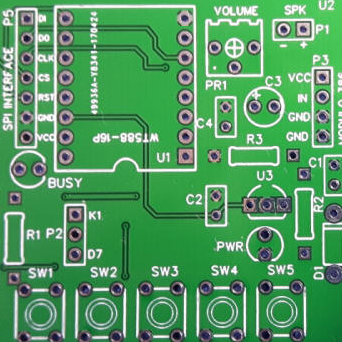 P5
SPI INTERFACE
DI
DO
CLK
CS
RST
GND
VCC
49936A-Y8341-170424
WT588-16P
U1
VOLUME
SPK
U2
P1
- +
P3
VCC
IN
GND
GND
PR1
C3
+
C4
R3
C1
BUSY
C2
U3
R2
K1
P2
D7
R1
PWR
D1
SW1
SW2
SW3
SW4
SW5